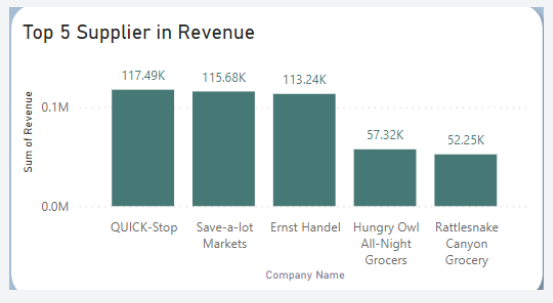 Top 5 Supplier in Revenue
117.49K
115.68K
113.24K
57.32K
52.25K
0.1M
0.0M
Sum of Revenue
QUICK-Stop
Save-a-lot
Markets
Ernst Handel
Hungry Owl
All-Night
Grocers
Rattlesnake
Canyon
Grocery
Company Name